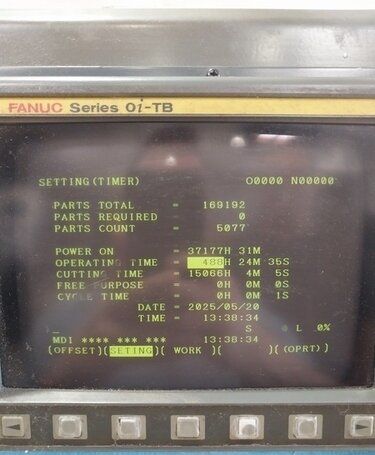 FANUC Series 0i-TB
SETTING(TIMER) O0000 N00000
PARTS TOTAL = 169192
PARTS REQUIRED = 0
PARTS COUNT = 5077
POWER ON = 37177H 31M
OPERATING TIME = 488H 24M 35S
CUTTING TIME = 15066H 4M 5S
FREE PURPOSE = 0H 0M 0S
CYCLE TIME = 0H 0M 1S
DATE = 2025/05/20
TIME = 13:38:34
_
S L 0%
MDI **** *** *** 13:38:34
(OFFSET)(SETING)( WORK )( )(OPRT)